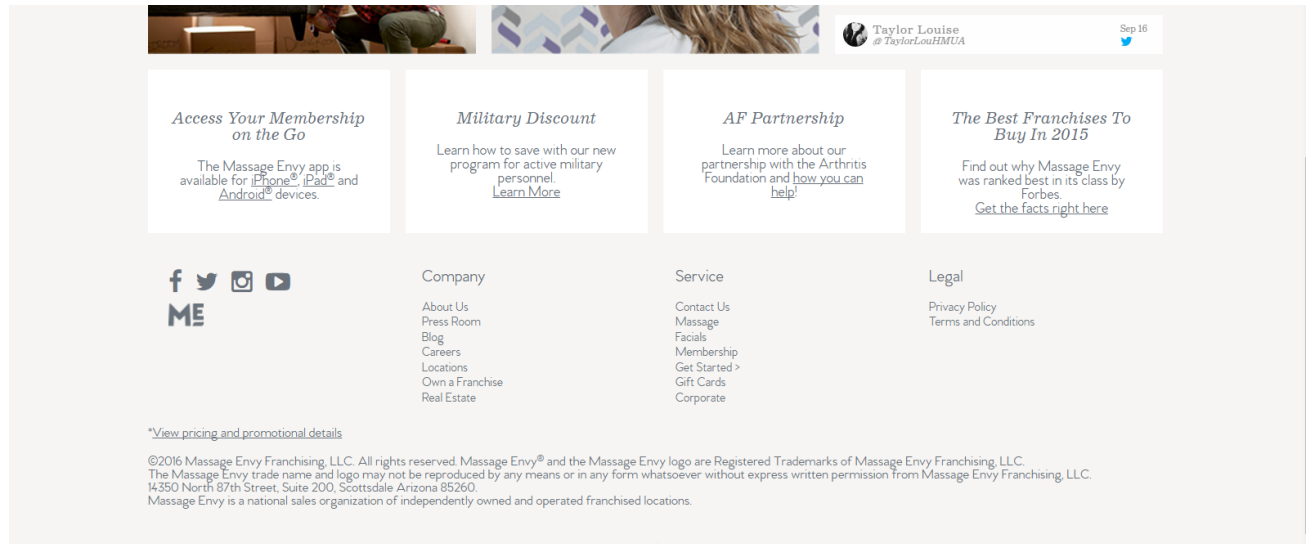 Taylor Louise
@TaylorLouHMUA
Sep 16
Access Your Membership
on the Go
The Massage Envy app is
available for iPhone®, iPad® and
Android® devices.
Military Discount
Learn how to save with our new
program for active military
personnel.
Learn More
AF Partnership
Learn more about our
partnership with the Arthritis
Foundation and how you can
help!
The Best Franchises To
Buy In 2015
Find out why Massage Envy
was ranked best in its class by
Forbes.
Get the facts right here
ME
Company
About Us
Press Room
Blog
Careers
Locations
Own a Franchise
Real Estate
Service
Contact Us
Massage
Facials
Membership
Get Started >
Gift Cards
Corporate
Legal
Privacy Policy
Terms and Conditions
*View pricing and promotional details
©2016 Massage Envy Franchising, LLC. All rights reserved. Massage Envy® and the Massage Envy logo are Registered Trademarks of Massage Envy Franchising, LLC.
The Massage Envy trade name and logo may not be reproduced by any means or in any form whatsoever without express written permission from Massage Envy Franchising, LLC.
14350 North 87th Street, Suite 200, Scottsdale Arizona 85260.
Massage Envy is a national sales organization of independently owned and operated franchised locations.